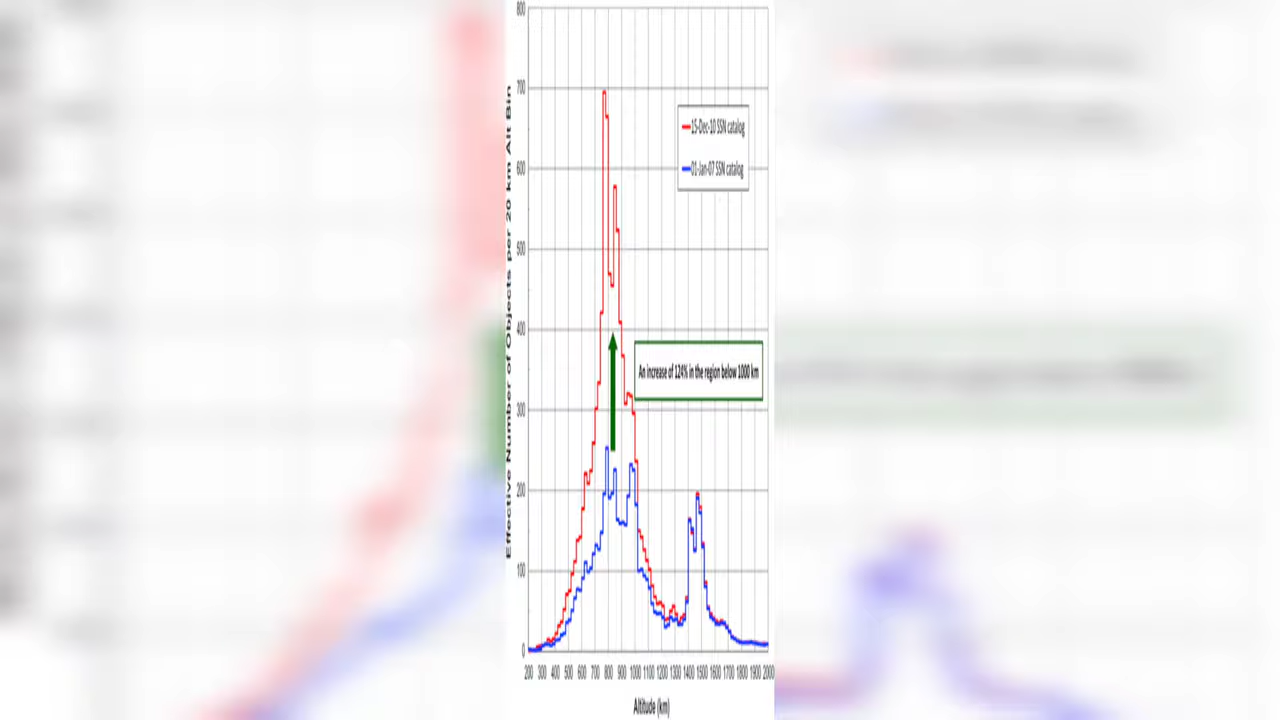 Effective Number of Objects per 20 km Alt Bin
800
700
600
500
400
300
200
100
0
15-Dec-10 SSN catalog
01-Jan-07 SSN catalog
An increase of 124% in the region below 1000 km
200 300 400 500 600 700 800 900 1000 1100 1200 1300 1400 1500 1600 1700 1800 1900 2000
Altitude (km)